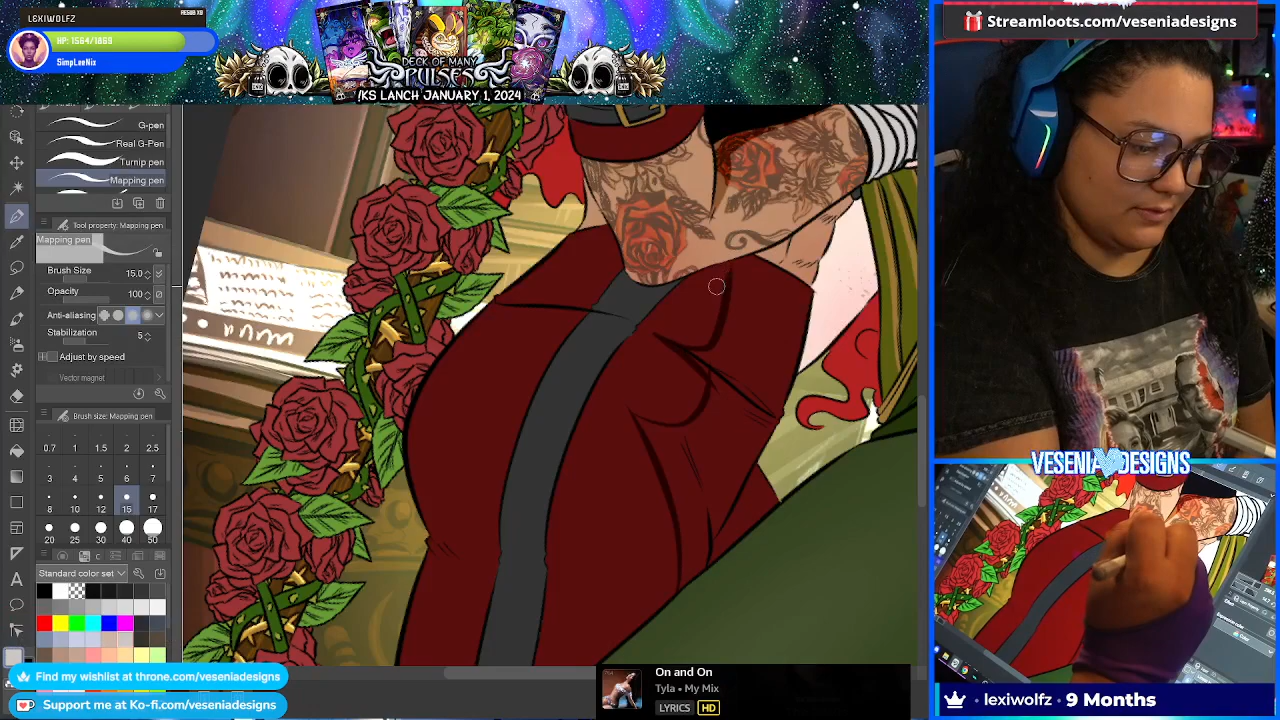 LEXIWOLFZ
HP: 1564/1869
SimpLeeNix
DECK OF MANY
PULSES
!KS LANCH JANUARY 1, 2024
Streamloots.com/veseniadesigns
G-pen
Real G-Pen
Turnip pen
Mapping pen
Tool property: Mapping pen
Mapping pen
Brush Size 15.0
Opacity 100
Anti-aliasing
Stabilization
5
Adjust by speed
Vector magnet
Brush size: Mapping pen
0.7 1 1.5 2 2.5
3 4 5 6 7
8 10 12 15 17
20 25 30 40 50
Standard color set
VESENIA DESIGNS
Find my wishlist at throne.com/veseniadesigns
Support me at Ko-fi.com/veseniadesigns
On and On
Tyla • My Mix
LYRICS HD
lexiwolfz - 9 Months